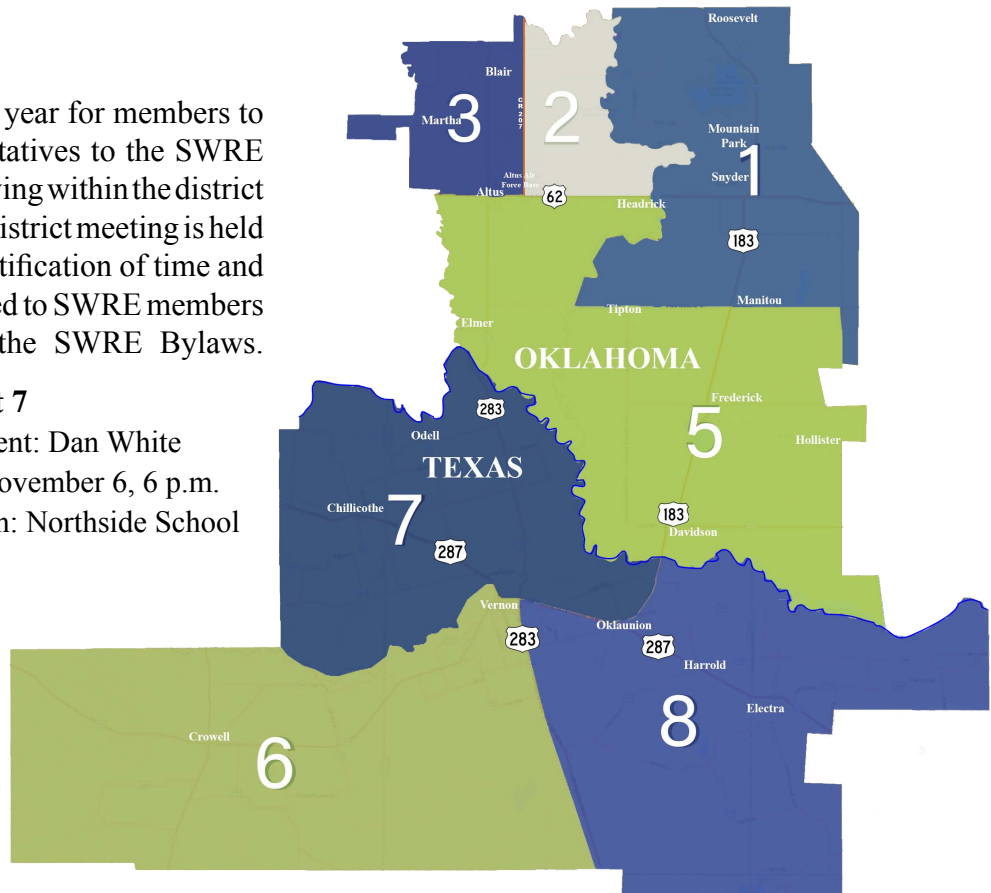 year for members to
tatives to the SWRE
ving within the district
istrict meeting is held
tification of time and
ed to SWRE members
the SWRE Bylaws.
t 7
ent: Dan White
ovember 6, 6 p.m.
n: Northside School
Roosevelt
Blair
CR 207
Martha
3
2
Mountain
Park
1
Snyder
Altus Air
Force Base
Altus
62
Headrick
183
Manitou
Tipton
Elmer
OKLAHOMA
283
Frederick
5
Odell
Hollister
TEXAS
Chillicothe
7
183
Davidson
287
Vernon
Oklaunion
283
287
Harrold
8
Electra
Crowell
6